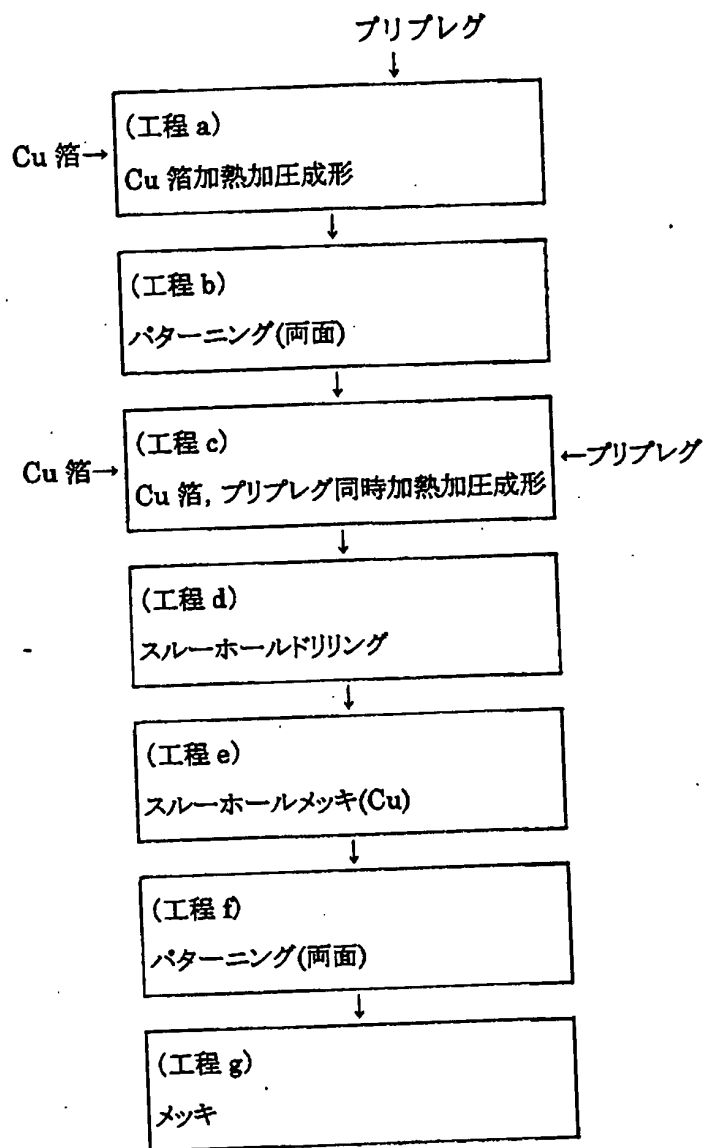 プリプレグ
↓
(工程 a)
Cu 箔→
Cu 箔加熱加圧成形
↓
(工程 b)
パターニング(両面)
↓
(工程 c)
Cu 箔→
←プリプレグ
Cu 箔, プリプレグ同時加熱加圧成形
↓
(工程 d)
スルーホールドリリング
↓
(工程 e)
スルーホールメッキ(Cu)
↓
(工程 f)
パターニング(両面)
↓
(工程 g)
メッキ